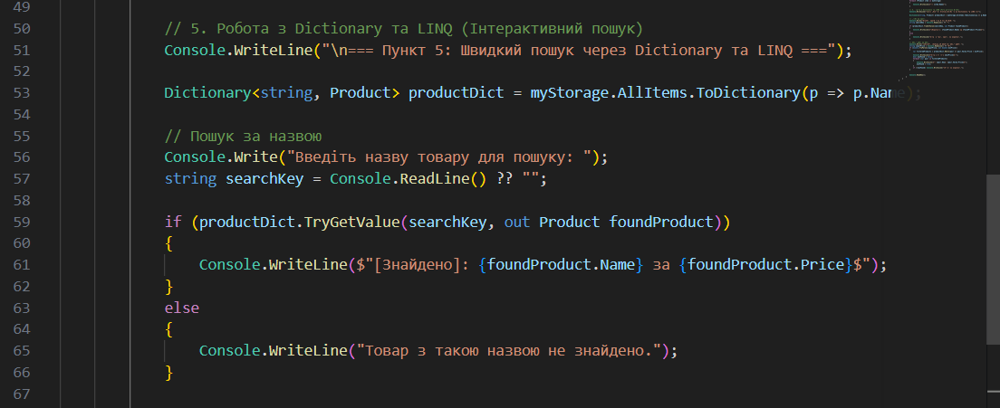 49
50 // 5. Робота з Dictionary та LINQ (Інтерактивний пошук)
51 Console.WriteLine("\n=== Пункт 5: Швидкий пошук через Dictionary та LINQ ===");
52
53 Dictionary<string, Product> productDict = myStorage.AllItems.ToDictionary(p => p.Name);
54
55 // Пошук за назвою
56 Console.Write("Введіть назву товару для пошуку: ");
57 string searchKey = Console.ReadLine() ?? "";
58
59 if (productDict.TryGetValue(searchKey, out Product foundProduct))
60 {
61 Console.WriteLine($"[Знайдено]: {foundProduct.Name} за {foundProduct.Price}$");
62 }
63 else
64 {
65 Console.WriteLine("Товар з такою назвою не знайдено.");
66 }
67